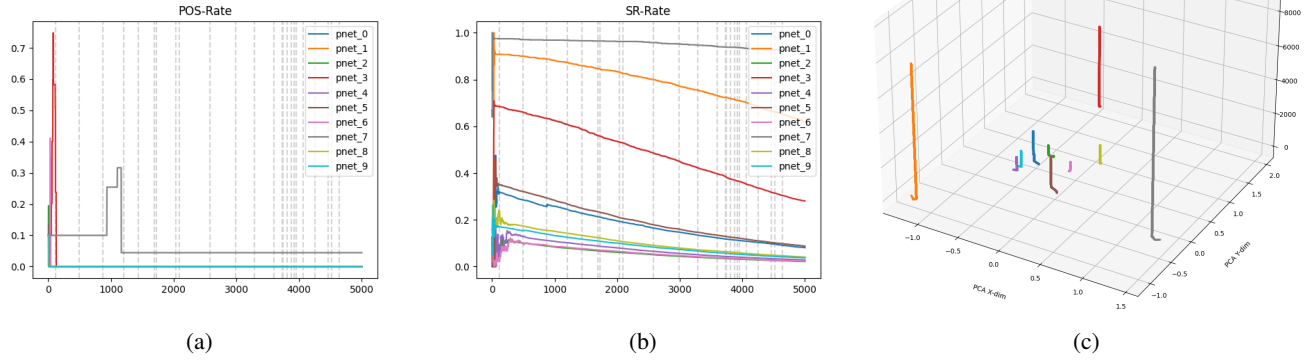 POS-Rate
0.7
0.6
0.5
0.4
0.3
0.2
0.1
0.0
0 1000 2000 3000 4000 5000
pnet_0
pnet_1
pnet_2
pnet_3
pnet_4
pnet_5
pnet_6
pnet_7
pnet_8
pnet_9
(a)
SR-Rate
1.0
0.8
0.6
0.4
0.2
0.0
0 1000 2000 3000 4000 5000
pnet_0
pnet_1
pnet_2
pnet_3
pnet_4
pnet_5
pnet_6
pnet_7
pnet_8
pnet_9
(b)
8000
6000
4000
2000
0
2.0
1.5
1.0
0.5
0.0
−0.5
−1.0
PCA Y-dim
−1.0 −0.5 0.0 0.5 1.0 1.5
PCA X-dim
(c)